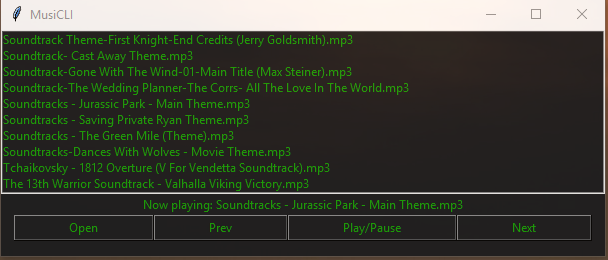 MusiCLI
Soundtrack Theme-First Knight-End Credits (Jerry Goldsmith).mp3
Soundtrack- Cast Away Theme.mp3
Soundtrack-Gone With The Wind-01-Main Title (Max Steiner).mp3
Soundtrack-The Wedding Planner-The Corrs- All The Love In The World.mp3
Soundtracks - Jurassic Park - Main Theme.mp3
Soundtracks - Saving Private Ryan Theme.mp3
Soundtracks - The Green Mile (Theme).mp3
Soundtracks-Dances With Wolves - Movie Theme.mp3
Tchaikovsky - 1812 Overture (V For Vendetta Soundtrack).mp3
The 13th Warrior Soundtrack - Valhalla Viking Victory.mp3
Now playing: Soundtracks - Jurassic Park - Main Theme.mp3
Open Prev Play/Pause Next